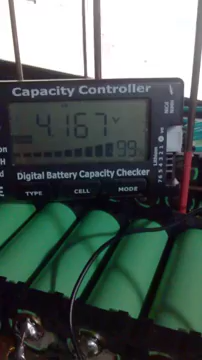 Capacity Controller
4.167 V
99
Digital Battery Capacity Checker
TYPE CELL MODE